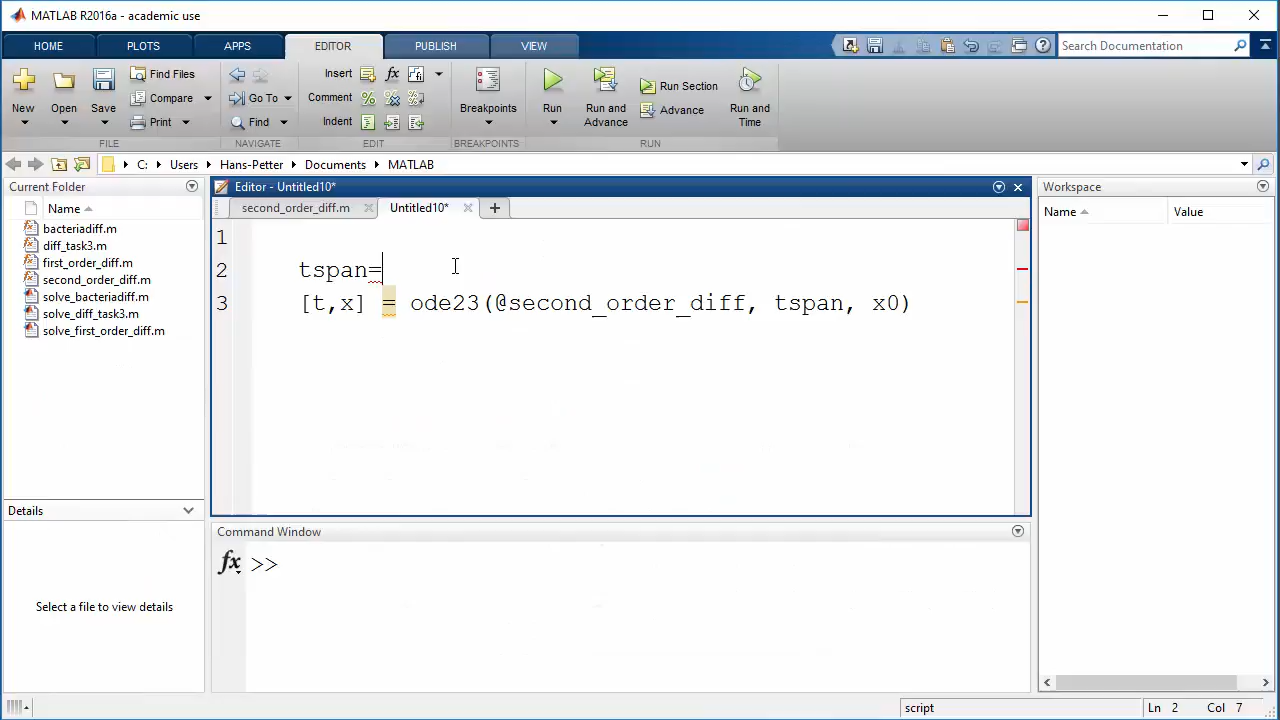 MATLAB R2016a - academic use
HOME PLOTS APPS EDITOR PUBLISH VIEW Search Documentation
New Open Save Find Files Compare Print
Go To Find
Insert fx Comment Indent
Breakpoints
Run Run and Advance Run Section Advance Run and Time
FILE NAVIGATE EDIT BREAKPOINTS RUN
C: Users Hans-Petter Documents MATLAB
Current Folder
Name
bacteriadiff.m
diff_task3.m
first_order_diff.m
second_order_diff.m
solve_bacteriadiff.m
solve_diff_task3.m
solve_first_order_diff.m
Details
Select a file to view details
Editor - Untitled10*
second_order_diff.m Untitled10*
1
2 tspan=
3 [t,x] = ode23(@second_order_diff, tspan, x0)
Command Window
fx >>
Workspace
Name Value
script Ln 2 Col 7